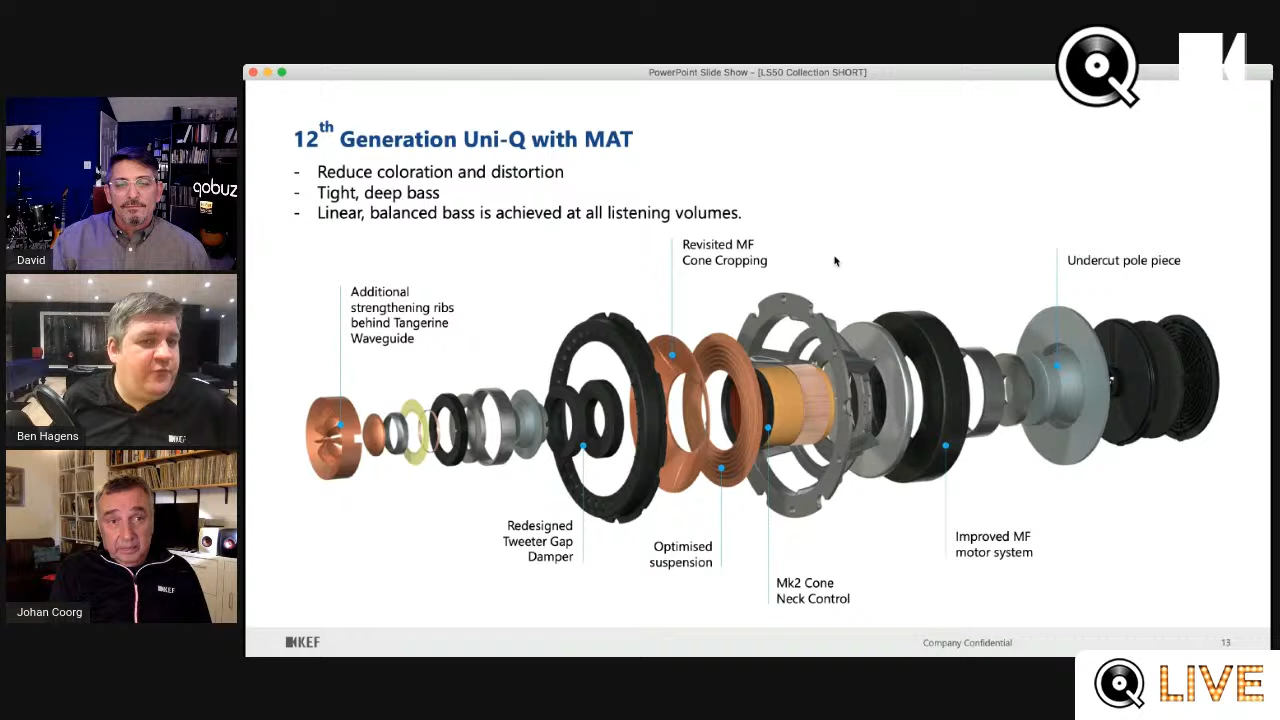 PowerPoint Slide Show - [LS50 Collection SHORT]
12th Generation Uni-Q with MAT
- Reduce coloration and distortion
- Tight, deep bass
- Linear, balanced bass is achieved at all listening volumes.
Revisited MF
Cone Cropping
Undercut pole piece
Additional
strengthening ribs
behind Tangerine
Waveguide
Redesigned
Tweeter Gap
Damper
Optimised
suspension
Mk2 Cone
Neck Control
Improved MF
motor system
KEF
Company Confidential
13
qobuz
David
Ben Hagens
KEF
KEF
Johan Coorg
LIVE